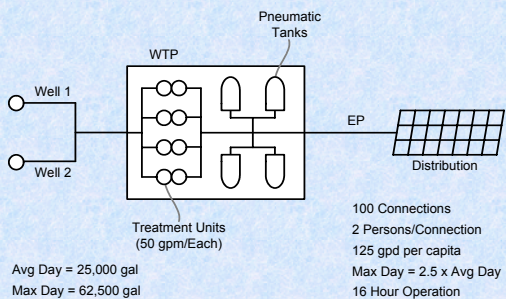 Pneumatic
Tanks
WTP
Well 1
Well 2
EP
Distribution
Treatment Units
(50 gpm/Each)
Avg Day = 25,000 gal
Max Day = 62,500 gal
100 Connections
2 Persons/Connection
125 gpd per capita
Max Day = 2.5 x Avg Day
16 Hour Operation